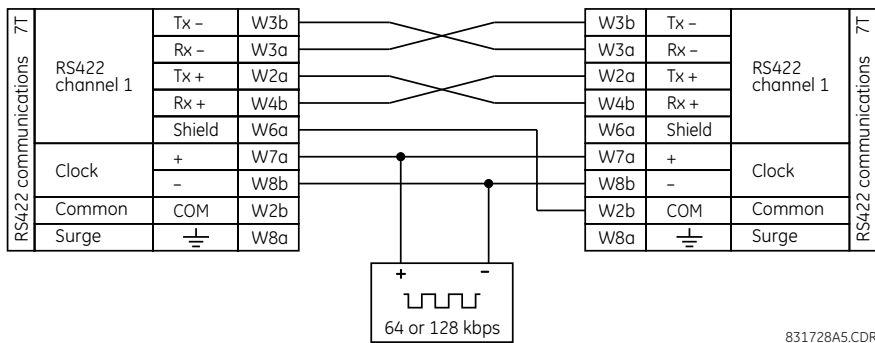 RS422 communications 7T
RS422
channel 1
Tx – W3b
Rx – W3a
Tx + W2a
Rx + W4b
Shield W6a
Clock + W7a
– W8b
Common COM W2b
Surge W8a
W3b Tx –
W3a Rx –
W2a Tx +
W4b Rx +
W6a Shield
RS422
channel 1
W7a + Clock
W8b –
W2b COM Common
W8a Surge
RS422 communications 7T
+ –
64 or 128 kbps
831728A5.CDR